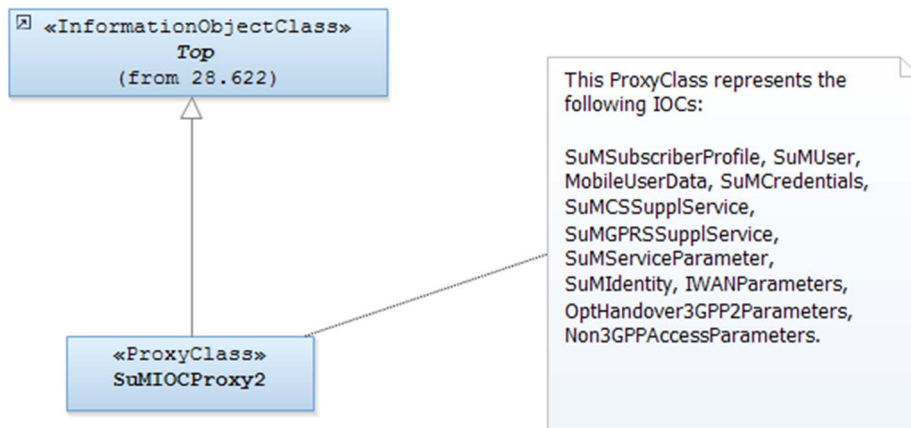 «InformationObjectClass»
Top
(from 28.622)
This ProxyClass represents the
following IOCs:
SuMSubscriberProfile, SuMUser,
MobileUserData, SuMCredentials,
SuMCSSupplService,
SuMGPRSSupplService,
SuMServiceParameter,
SuMIdentity, IWANParameters,
OptHandover3GPP2Parameters,
Non3GPPAccessParameters.
«ProxyClass»
SuMIOCProxy2